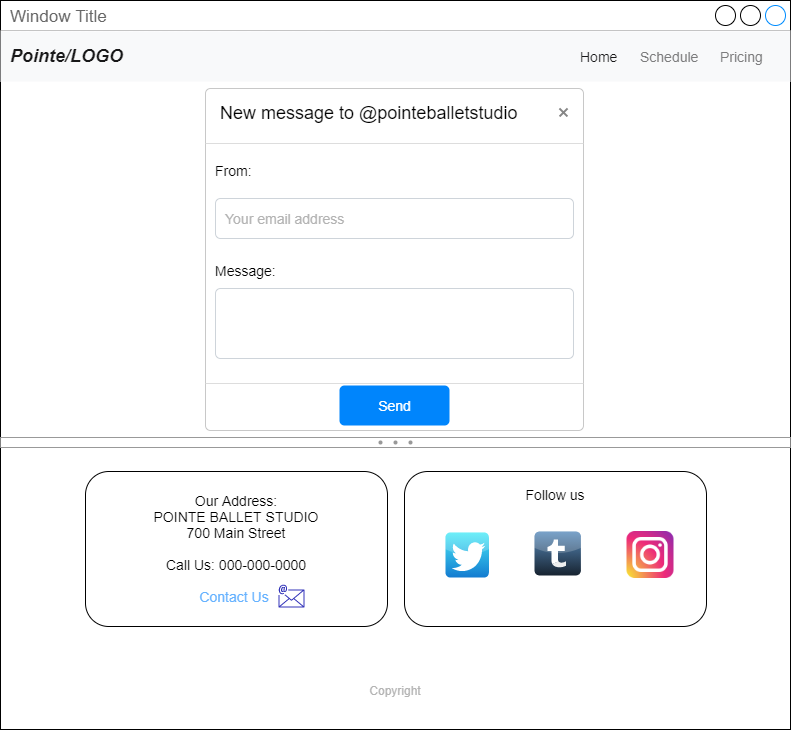 Window Title
Pointe/LOGO
Home Schedule Pricing
New message to @pointeballetstudio ×
From:
Your email address
Message:
Send
Our Address:
POINTE BALLET STUDIO
700 Main Street
Call Us: 000-000-0000
Contact Us @
Follow us
t
Copyright